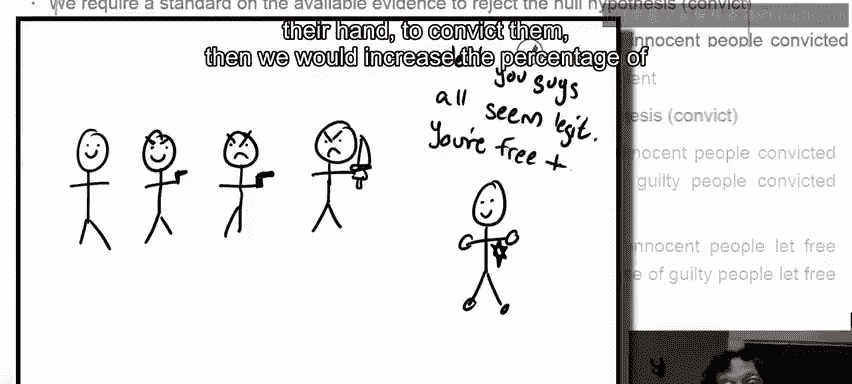 · We require a standard on the available evidence to reject the null hypothesis (convict)
their hand, to convict them,
then we would increase the percentage of
innocent people convicted
you guys
all seem legit.
You're free +
ent
esis (convict)
nocent people convicted
guilty people convicted
nnocent people let free
e of guilty people let free